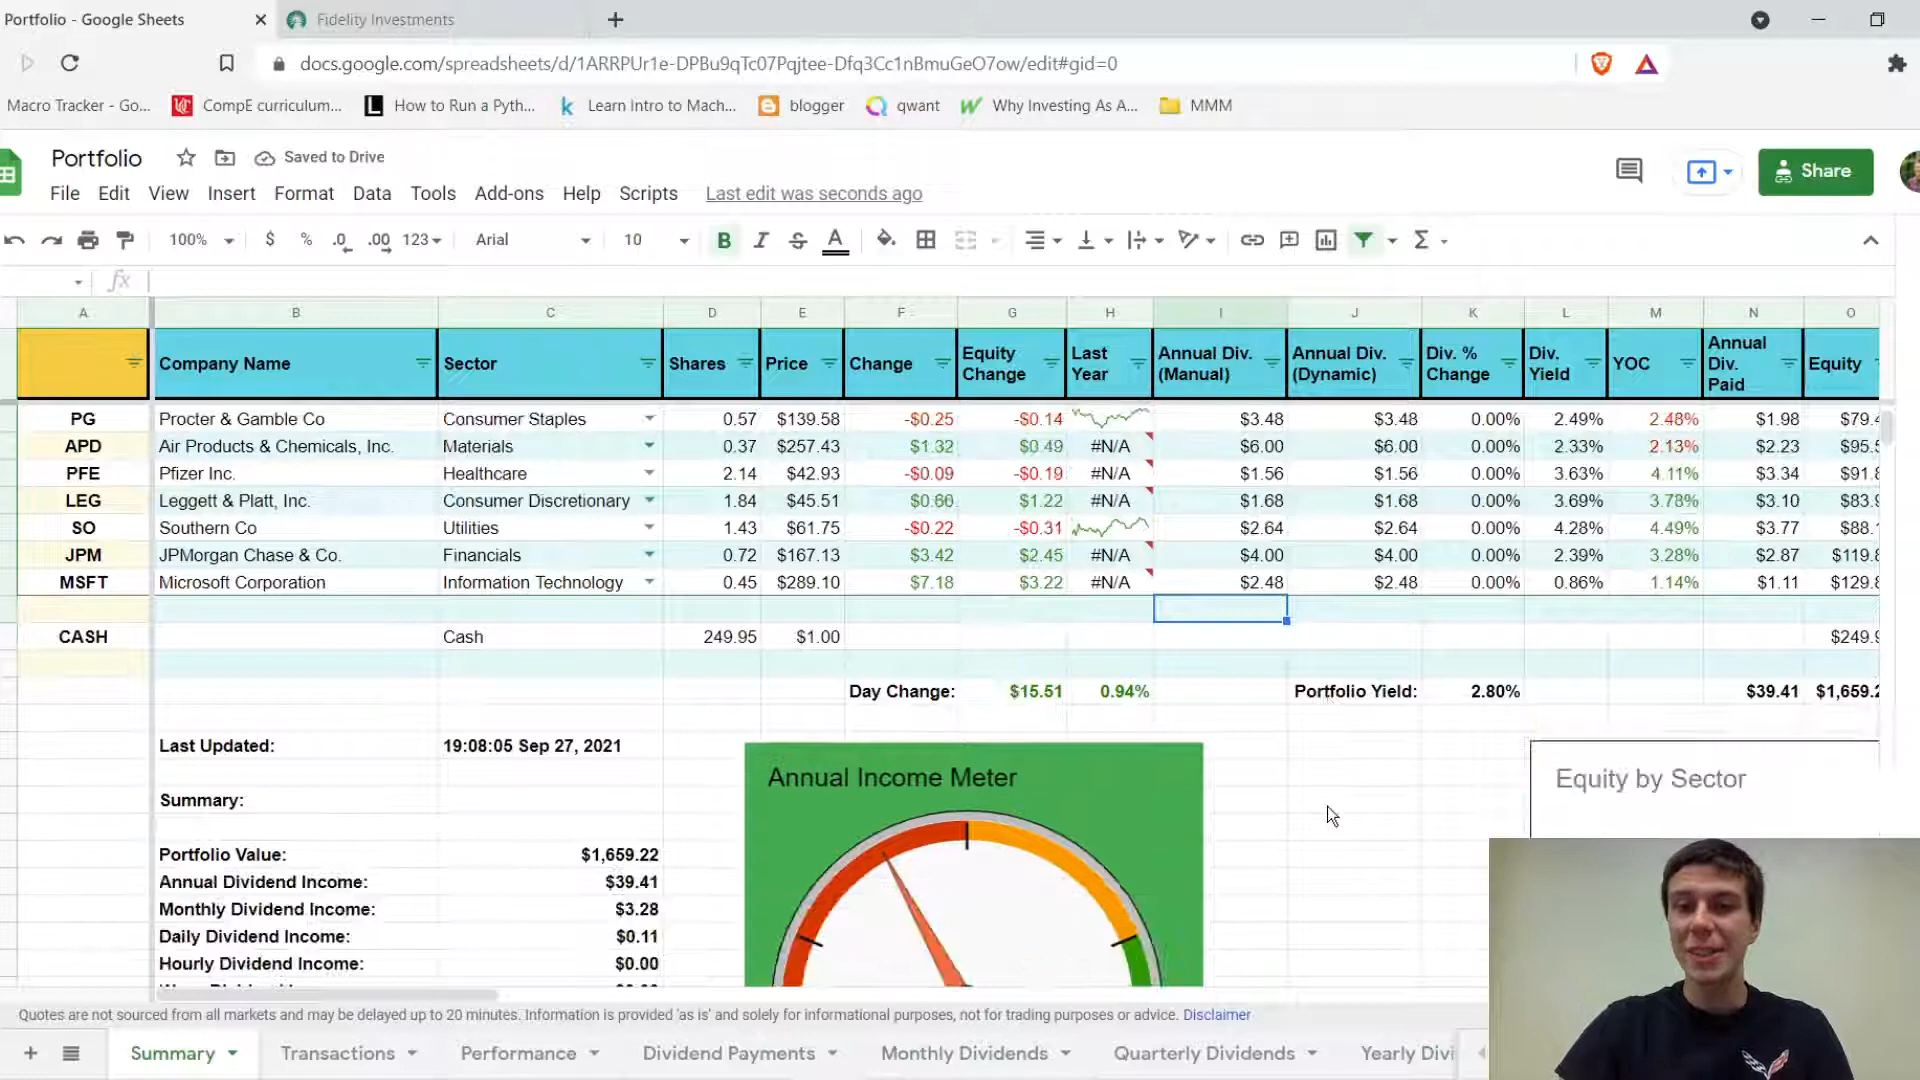 Portfolio - Google Sheets
Fidelity Investments
docs.google.com/spreadsheets/d/1ARRPUr1e-DPBu9qTc07Pqjtee-Dfq3Cc1nBmuGeO7ow/edit#gid=0
Macro Tracker - Go...
CompE curriculum...
How to Run a Pyth...
Learn Intro to Mach...
blogger
qwant
Why Investing As A...
MMM
Portfolio
Saved to Drive
Share
File Edit View Insert Format Data Tools Add-ons Help Scripts Last edit was seconds ago
100% $ % .0 .00 123 Arial 10 B I S A Σ
fx
A B C D E F G H I J K L M N O
Company Name Sector Shares Price Change Equity Change Last Year Annual Div. (Manual) Annual Div. (Dynamic) Div. % Change Div. Yield YOC Annual Div. Paid Equity
PG Procter & Gamble Co Consumer Staples 0.57 $139.58 -$0.25 -$0.14 $3.48 $3.48 0.00% 2.49% 2.48% $1.98 $79.4
APD Air Products & Chemicals, Inc. Materials 0.37 $257.43 $1.32 $0.49 #N/A $6.00 $6.00 0.00% 2.33% 2.13% $2.23 $95.5
PFE Pfizer Inc. Healthcare 2.14 $42.93 -$0.09 -$0.19 #N/A $1.56 $1.56 0.00% 3.63% 4.11% $3.34 $91.8
LEG Leggett & Platt, Inc. Consumer Discretionary 1.84 $45.51 $0.66 $1.22 #N/A $1.68 $1.68 0.00% 3.69% 3.78% $3.10 $83.9
SO Southern Co Utilities 1.43 $61.75 -$0.22 -$0.31 $2.64 $2.64 0.00% 4.28% 4.49% $3.77 $88.
JPM JPMorgan Chase & Co. Financials 0.72 $167.13 $3.42 $2.45 #N/A $4.00 $4.00 0.00% 2.39% 3.28% $2.87 $119.8
MSFT Microsoft Corporation Information Technology 0.45 $289.10 $7.18 $3.22 #N/A $2.48 $2.48 0.00% 0.86% 1.14% $1.11 $129.8
CASH Cash 249.95 $1.00 $249.9
Day Change: $15.51 0.94% Portfolio Yield: 2.80% $39.41 $1,659.2
Last Updated: 19:08:05 Sep 27, 2021
Annual Income Meter
Equity by Sector
Summary:
Portfolio Value: $1,659.22
Annual Dividend Income: $39.41
Monthly Dividend Income: $3.28
Daily Dividend Income: $0.11
Hourly Dividend Income: $0.00
Quotes are not sourced from all markets and may be delayed up to 20 minutes. Information is provided 'as is' and solely for informational purposes, not for trading purposes or advice. Disclaimer
Summary Transactions Performance Dividend Payments Monthly Dividends Quarterly Dividends Yearly Divi